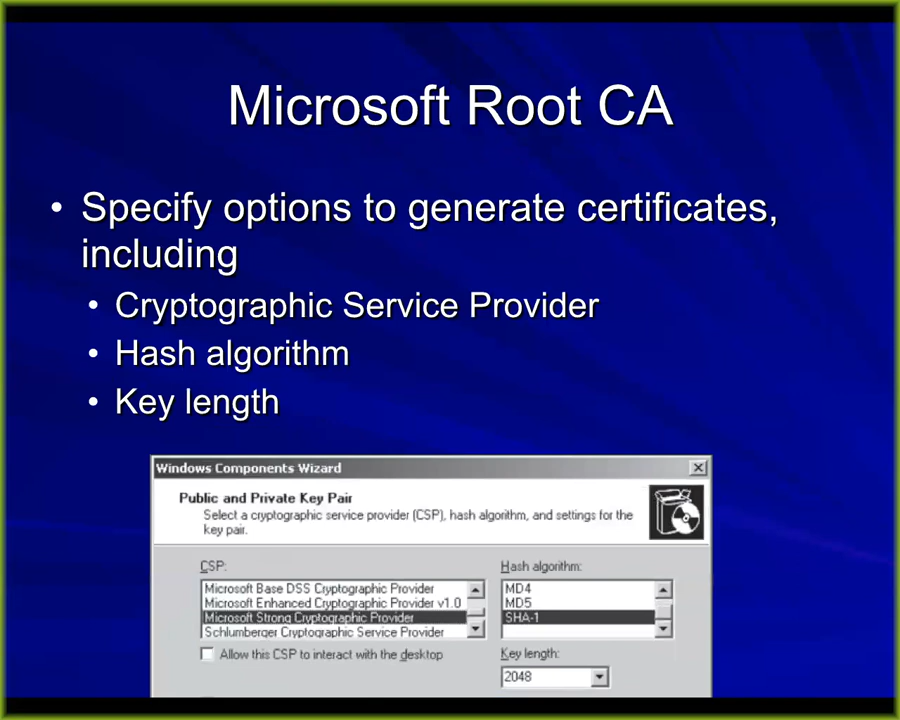 Microsoft Root CA
• Specify options to generate certificates,
including
• Cryptographic Service Provider
• Hash algorithm
• Key length
Windows Components Wizard
Public and Private Key Pair
Select a cryptographic service provider (CSP), hash algorithm, and settings for the
key pair.
CSP:
Microsoft Base DSS Cryptographic Provider
Microsoft Enhanced Cryptographic Provider v1.0
Microsoft Strong Cryptographic Provider
Schlumberger Cryptographic Service Provider
Allow this CSP to interact with the desktop
Hash algorithm:
MD4
MD5
SHA-1
Key length:
2048